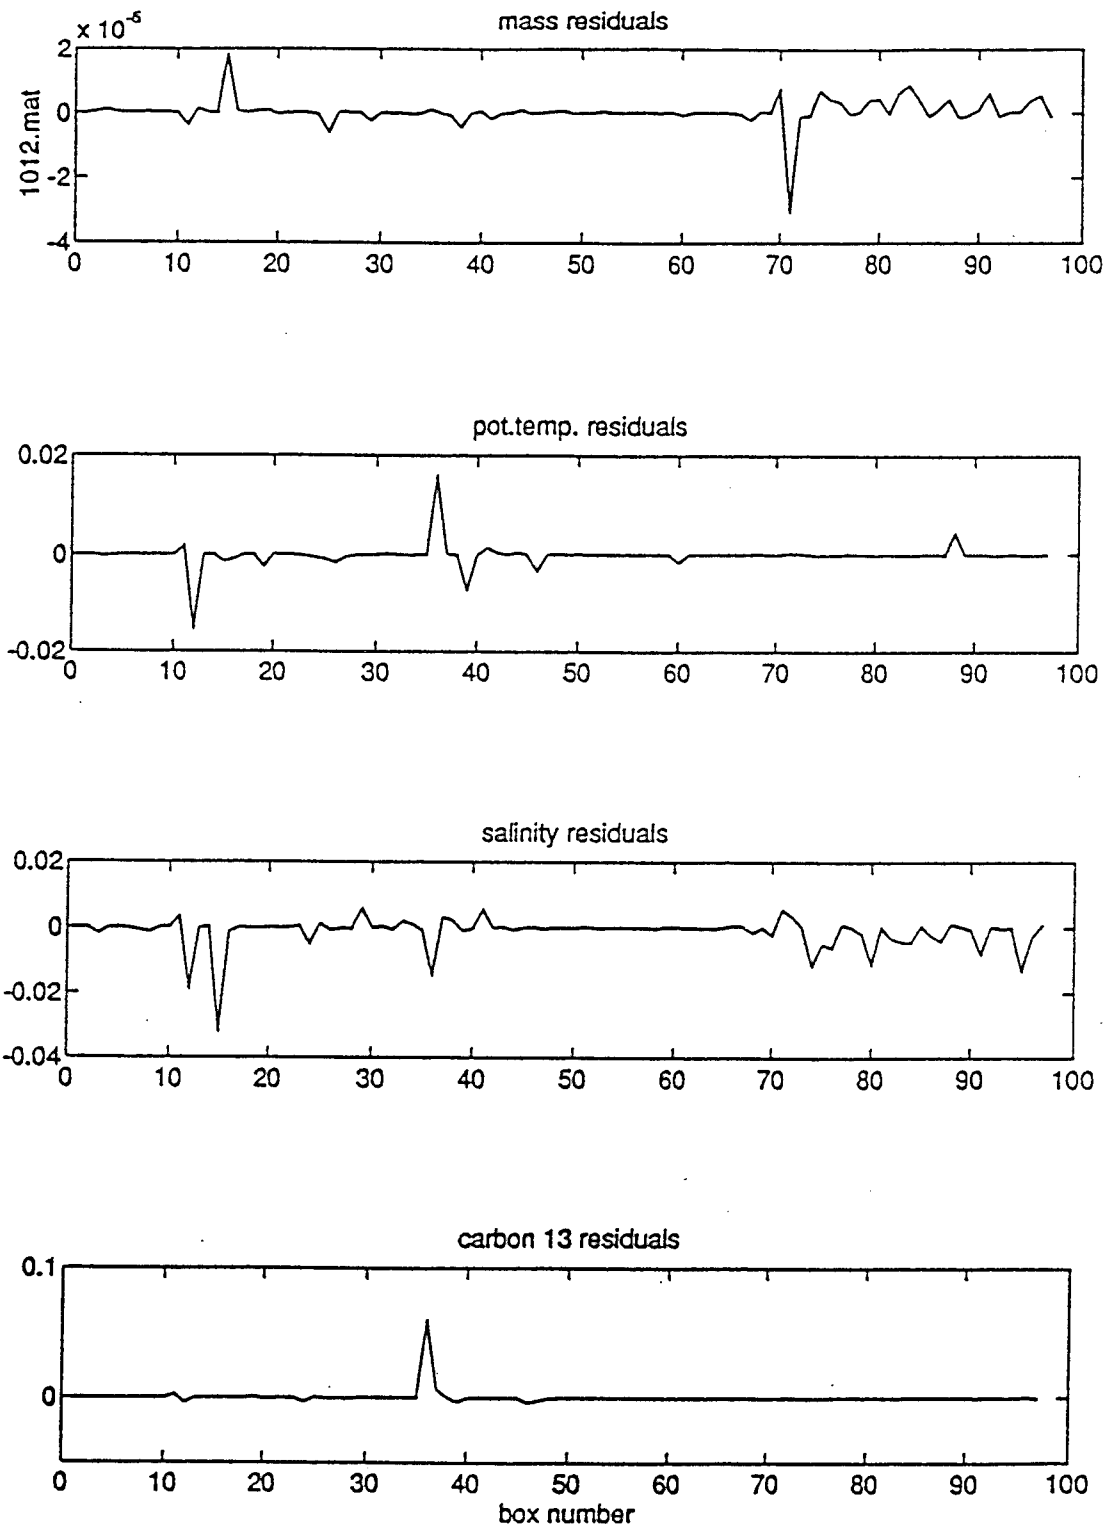 mass residuals
x 10⁻⁵
2
0
-2
-4
1012.mat
0 10 20 30 40 50 60 70 80 90 100
pot.temp. residuals
0.02
0
-0.02
0 10 20 30 40 50 60 70 80 90 100
salinity residuals
0.02
0
-0.02
-0.04
0 10 20 30 40 50 60 70 80 90 100
carbon 13 residuals
0.1
0
0 10 20 30 40 50 60 70 80 90 100
box number